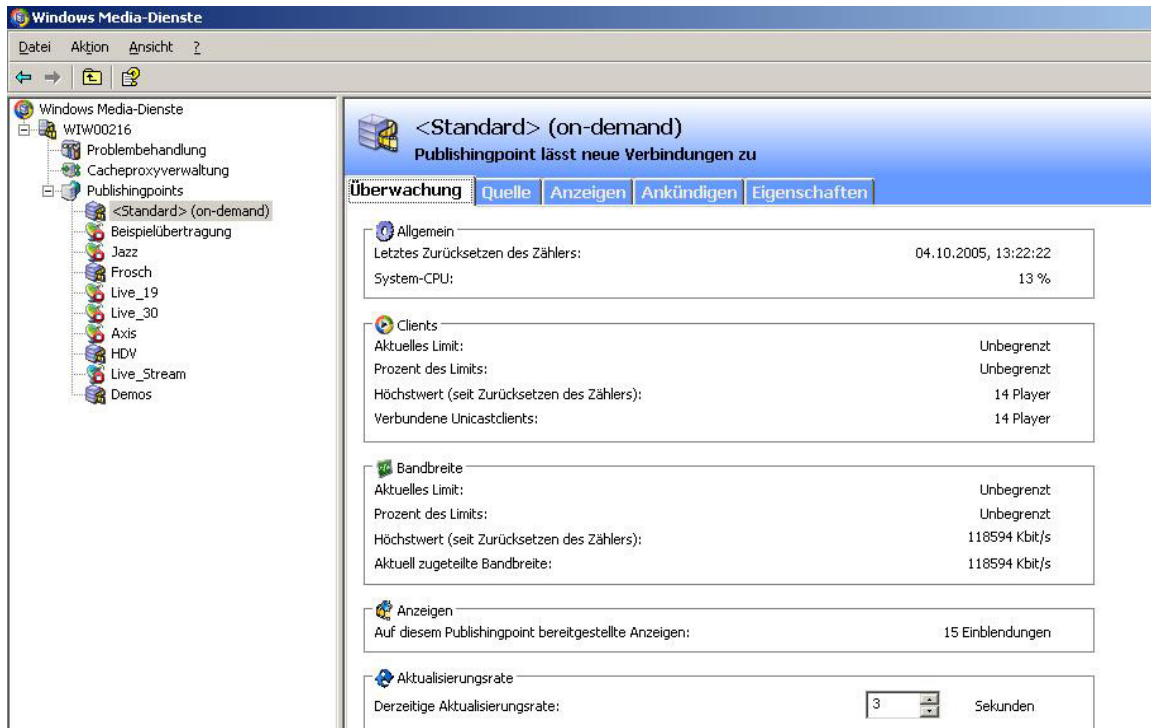 Windows Media-Dienste
Datei Aktion Ansicht ?
Windows Media-Dienste
WIW00216
Problembehandlung
Cacheproxyverwaltung
Publishingpoints
<Standard> (on-demand)
Beispielübertragung
Jazz
Frosch
Live_19
Live_30
Axis
HDV
Live_Stream
Demos
<Standard> (on-demand)
Publishingpoint lässt neue Verbindungen zu
Überwachung Quelle Anzeigen Ankündigen Eigenschaften
Allgemein
Letztes Zurücksetzen des Zählers: 04.10.2005, 13:22:22
System-CPU: 13 %
Clients
Aktuelles Limit: Unbegrenzt
Prozent des Limits: Unbegrenzt
Höchstwert (seit Zurücksetzen des Zählers): 14 Player
Verbundene Unicastclients: 14 Player
Bandbreite
Aktuelles Limit: Unbegrenzt
Prozent des Limits: Unbegrenzt
Höchstwert (seit Zurücksetzen des Zählers): 118594 Kbit/s
Aktuell zugeteilte Bandbreite: 118594 Kbit/s
Anzeigen
Auf diesem Publishingpoint bereitgestellte Anzeigen: 15 Einblendungen
Aktualisierungsrate
Derzeitige Aktualisierungsrate: 3 Sekunden